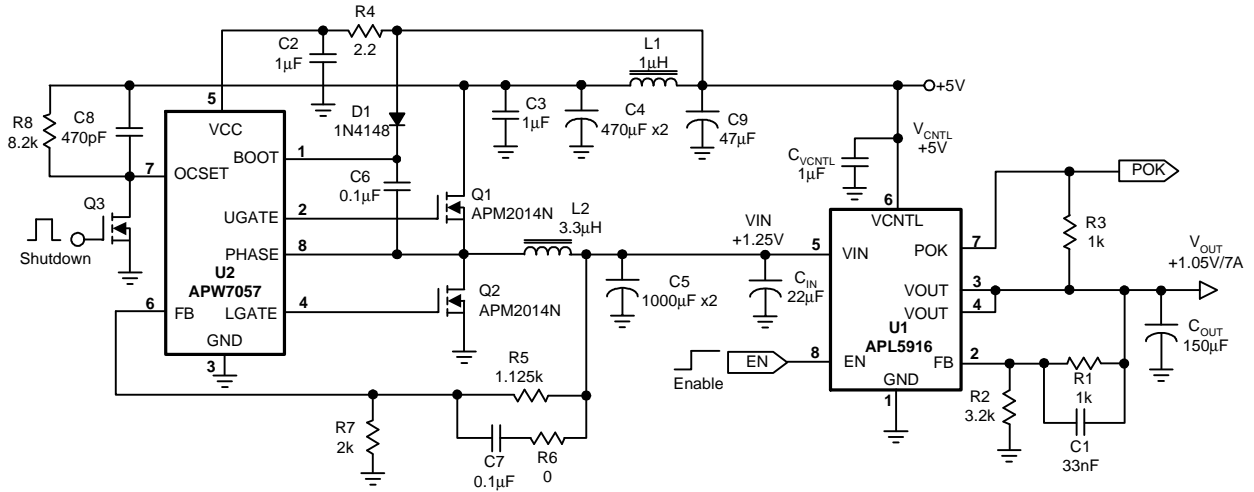 R4
2.2
C2
1μF
L1
1μH
+5V
R8
8.2k
C8
470pF
5
VCC
D1
1N4148
C3
1μF
C4
470μF x2
C9
47μF
V_CNTL
+5V
C_VCNTL
1μF
7
OCSET
BOOT
1
C6
0.1μF
6
VCNTL
POK
Q3
Shutdown
UGATE
2
Q1
APM2014N
L2
3.3μH
R3
1k
PHASE
8
VIN
+1.25V
5
VIN
POK
7
V_OUT
+1.05V/7A
U2
APW7057
C5
1000μF x2
C_IN
22μF
VOUT
3
VOUT
4
6
FB
LGATE
4
Q2
APM2014N
U1
APL5916
C_OUT
150μF
GND
3
R5
1.125k
Enable
EN
8
EN
FB
2
GND
1
R2
3.2k
R1
1k
R7
2k
C7
0.1μF
R6
0
C1
33nF